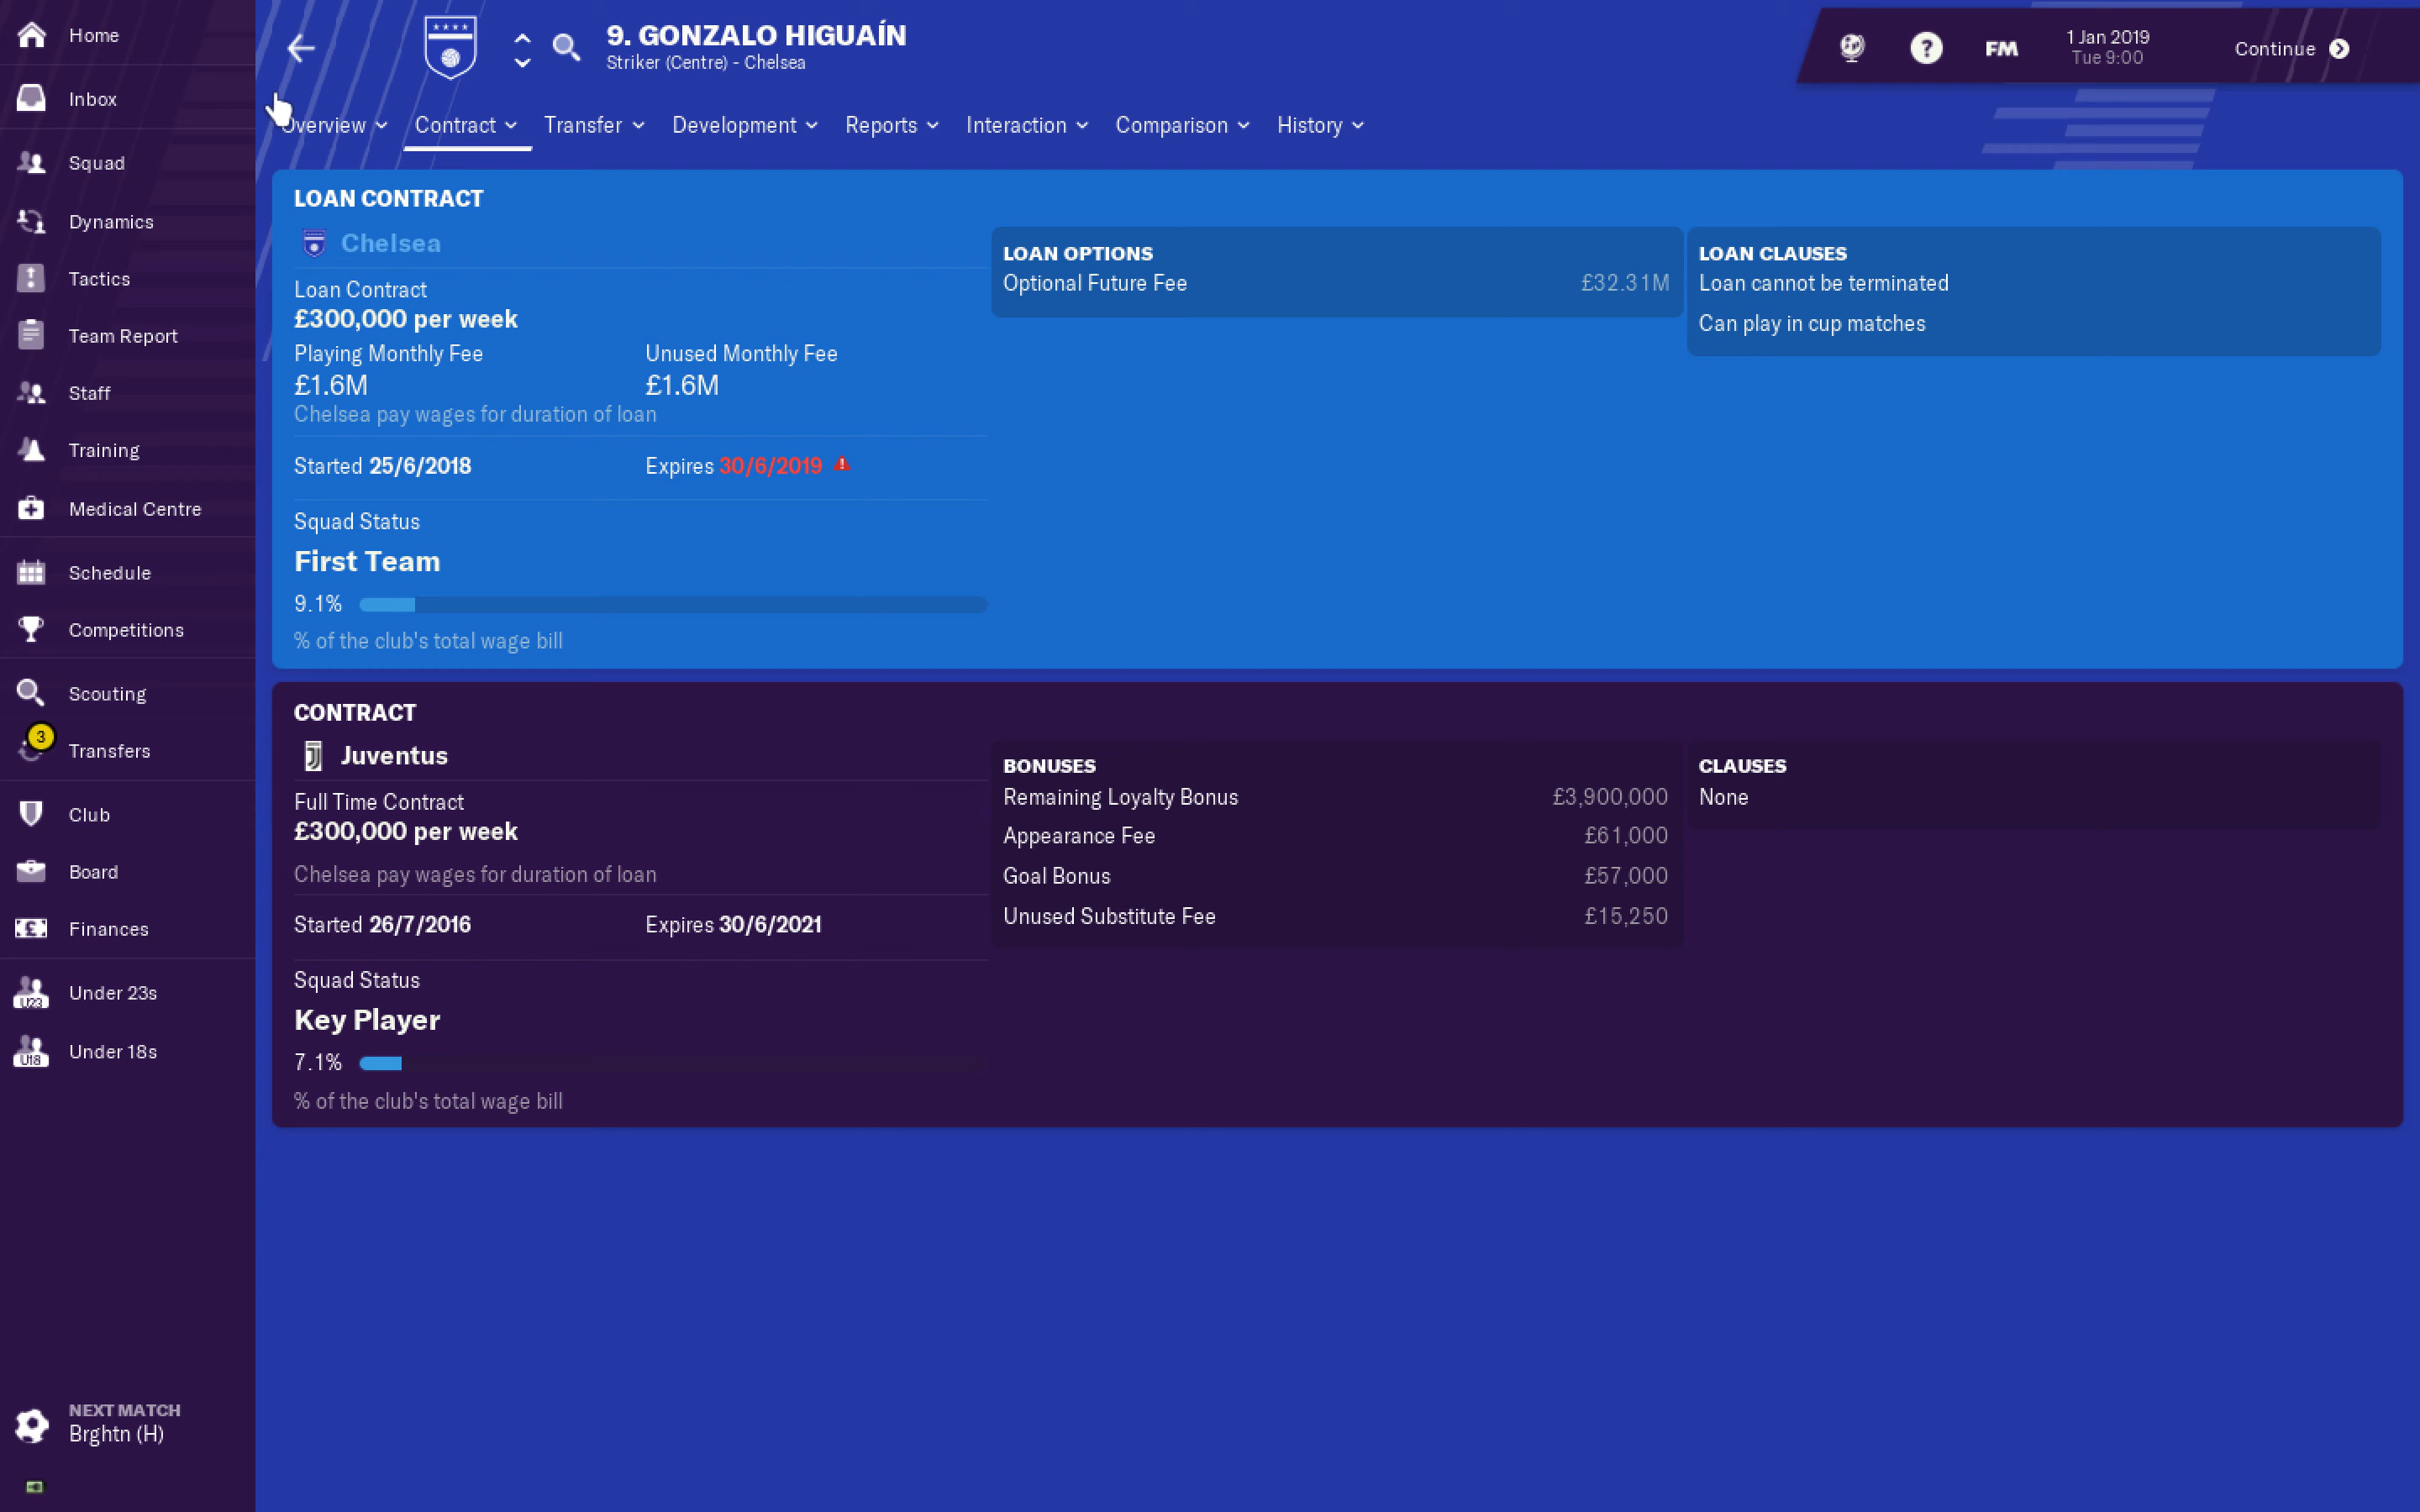 Home
Inbox
Squad
Dynamics
Tactics
Team Report
Staff
Training
Medical Centre
Schedule
Competitions
Scouting
3
Transfers
Club
Board
Finances
U23
Under 23s
U18
Under 18s
NEXT MATCH
Brghtn (H)
9. GONZALO HIGUAÍN
Striker (Centre) - Chelsea
?
FM
1 Jan 2019
Tue 9:00
Continue
Overview
Contract
Transfer
Development
Reports
Interaction
Comparison
History
LOAN CONTRACT
Chelsea
Loan Contract
£300,000 per week
Playing Monthly Fee
Unused Monthly Fee
£1.6M
£1.6M
Chelsea pay wages for duration of loan
Started 25/6/2018
Expires 30/6/2019
Squad Status
First Team
9.1%
% of the club's total wage bill
LOAN OPTIONS
Optional Future Fee £32.31M
LOAN CLAUSES
Loan cannot be terminated
Can play in cup matches
CONTRACT
Juventus
Full Time Contract
£300,000 per week
Chelsea pay wages for duration of loan
Started 26/7/2016
Expires 30/6/2021
Squad Status
Key Player
7.1%
% of the club's total wage bill
BONUSES
Remaining Loyalty Bonus £3,900,000
Appearance Fee £61,000
Goal Bonus £57,000
Unused Substitute Fee £15,250
CLAUSES
None